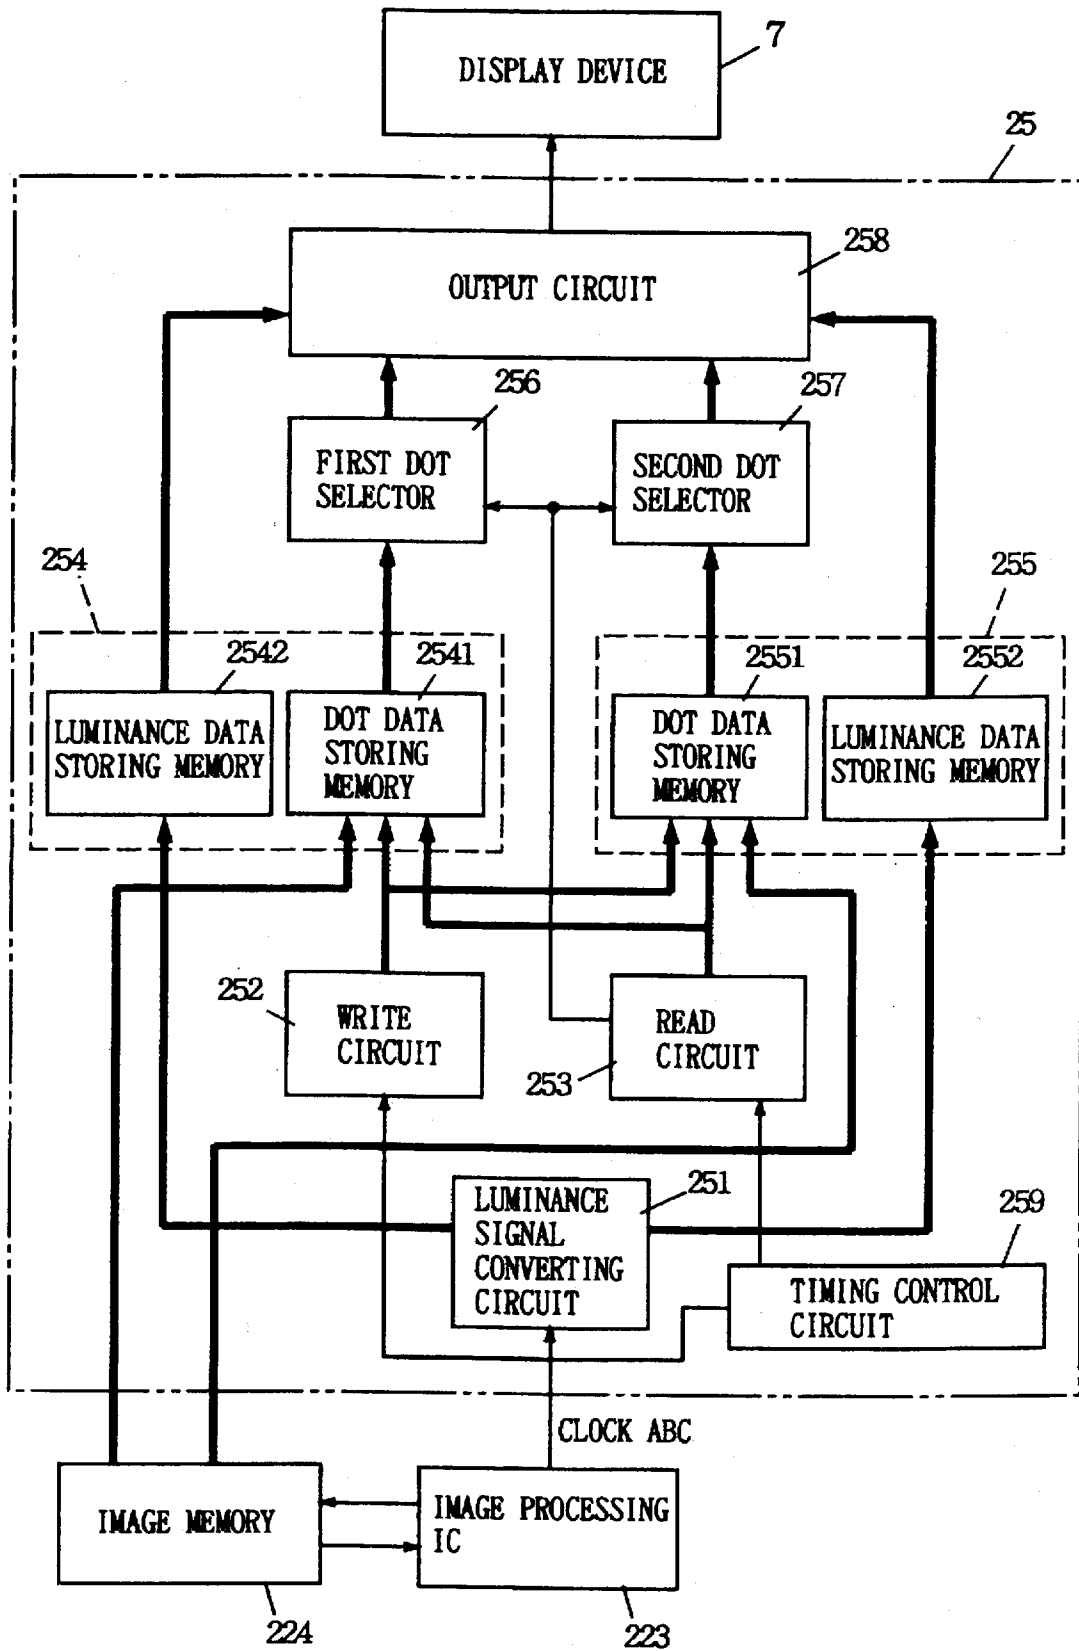 7
DISPLAY DEVICE
25
258
OUTPUT CIRCUIT
256
257
FIRST DOT
SELECTOR
SECOND DOT
SELECTOR
254
255
2542
2541
2551
2552
LUMINANCE DATA
STORING MEMORY
DOT DATA
STORING
MEMORY
DOT DATA
STORING
MEMORY
LUMINANCE DATA
STORING MEMORY
252
WRITE
CIRCUIT
READ
CIRCUIT
253
251
LUMINANCE
SIGNAL
CONVERTING
CIRCUIT
259
TIMING CONTROL
CIRCUIT
CLOCK ABC
IMAGE MEMORY
IMAGE PROCESSING
IC
224
223